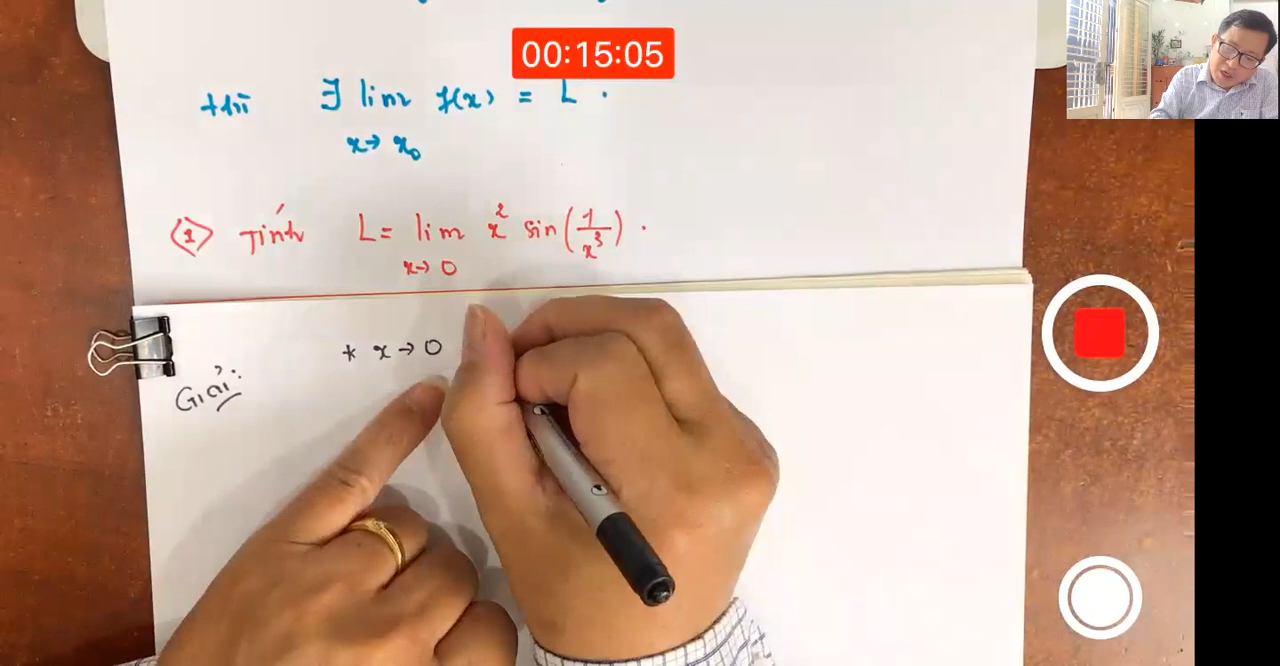 00:15:05
thì ∃ lim f(x) = L .
x→ x₀
① Tính L = lim x² sin(1/x³) .
x→ 0
* x → 0
Giải: